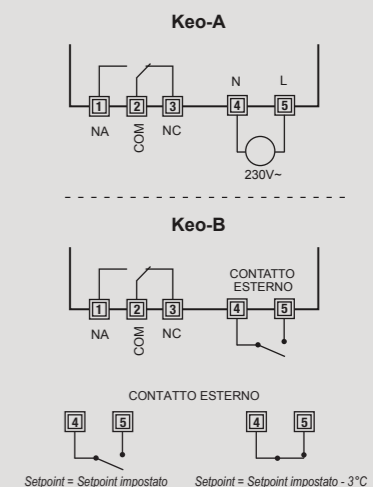 Keo-A
N L
1 2 3 4 5
NA COM NC
230V~
Keo-B
CONTATTO
ESTERNO
1 2 3 4 5
NA COM NC
CONTATTO ESTERNO
4 5 4 5
Setpoint = Setpoint impostato Setpoint = Setpoint impostato - 3°C